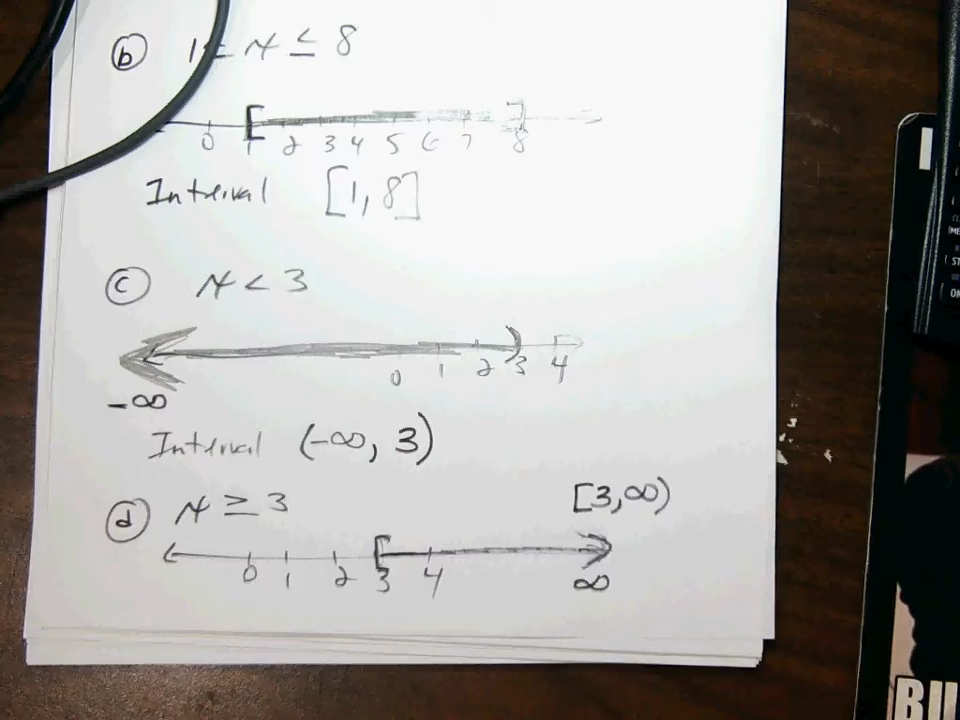 b 1 ≤ x ≤ 8
0 1 2 3 4 5 6 7 8
Interval [1, 8]
c x < 3
0 1 2 3 4
-∞
Interval (-∞, 3)
d x ≥ 3 [3, ∞)
0 1 2 3 4 ∞